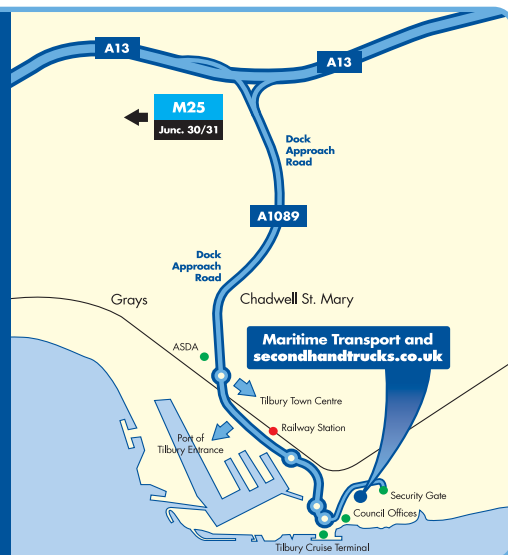 A13
A13
M25
Junc. 30/31
Dock
Approach
Road
A1089
Dock
Approach
Road
Grays
Chadwell St. Mary
Maritime Transport and
secondhandtrucks.co.uk
ASDA
Tilbury Town Centre
Railway Station
Port of
Tilbury Entrance
Security Gate
Council Offices
Tilbury Cruise Terminal